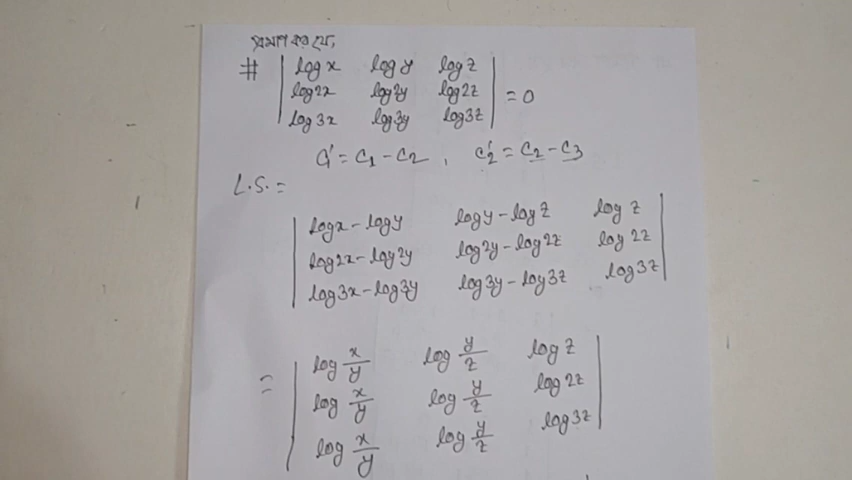 প্রমাণ কর যে,
# | log x log y log z |
| log 2x log 2y log 2z | = 0
| log 3x log 3y log 3z |
C₁' = C₁ - C₂ , C₂' = C₂ - C₃
L.S. =
| log x - log y log y - log z log z |
| log 2x - log 2y log 2y - log 2z log 2z |
| log 3x - log 3y log 3y - log 3z log 3z |
= | log x/y log y/z log z |
| log x/y log y/z log 2z |
| log x/y log y/z log 3z |